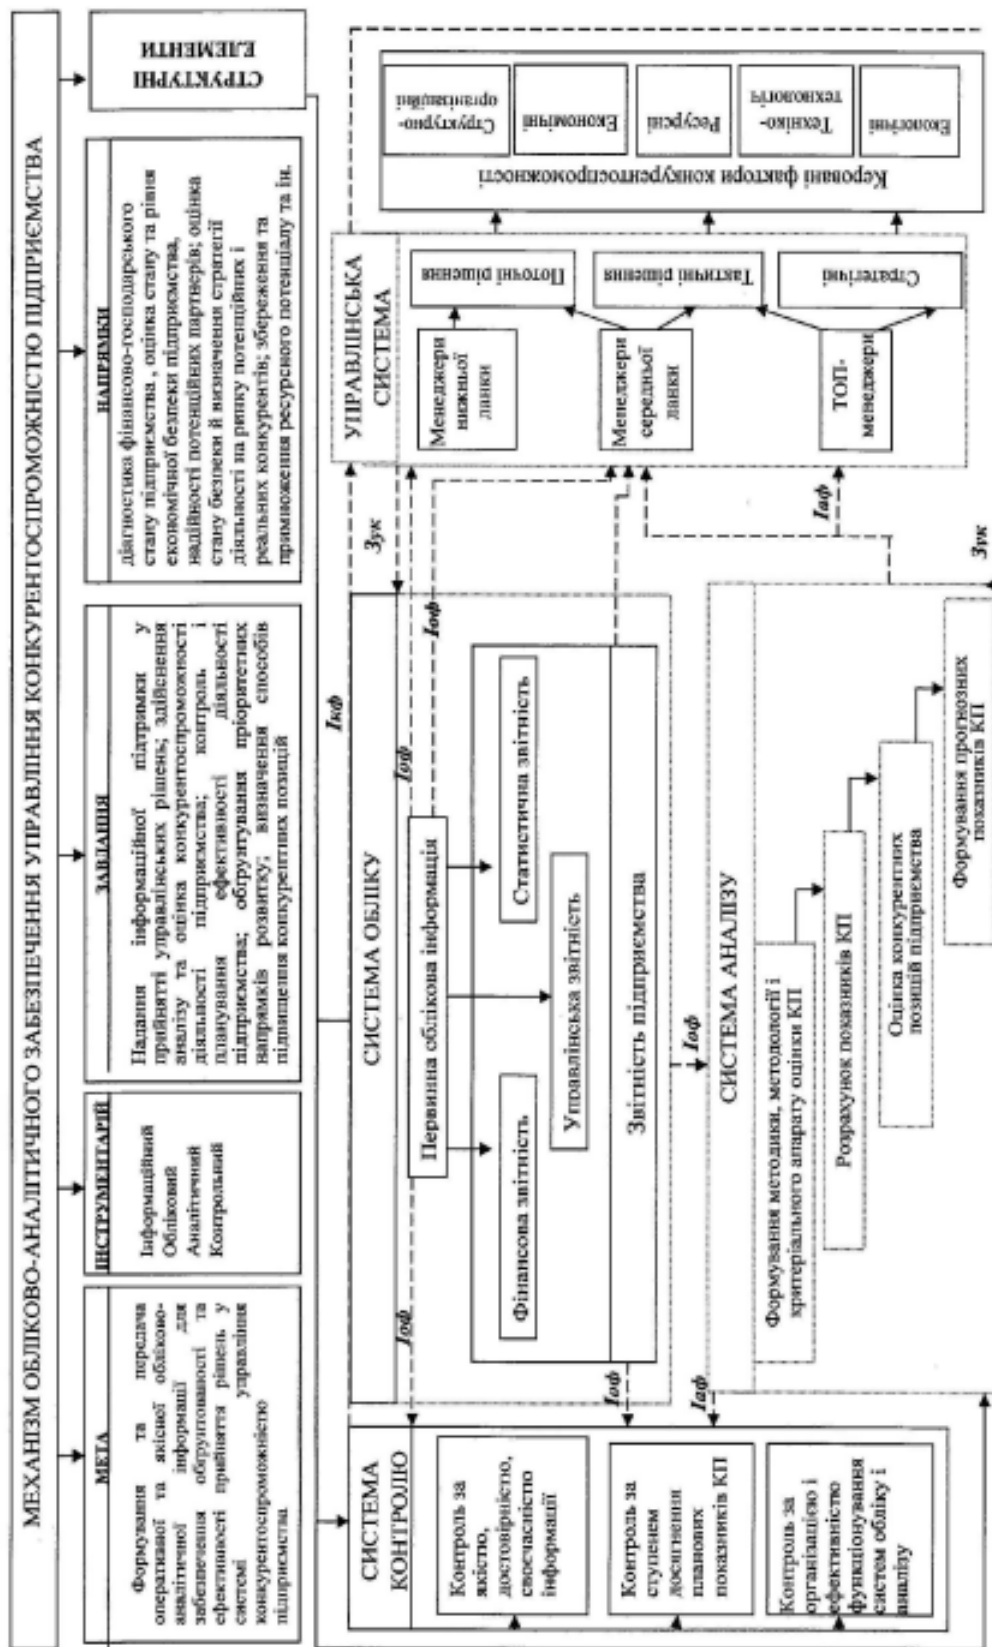 МЕХАНІЗМ ОБЛІКОВО-АНАЛІТИЧНОГО ЗАБЕЗПЕЧЕННЯ УПРАВЛІННЯ КОНКУРЕНТОСПРОМОЖНІСТЮ ПІДПРИЄМСТВА
МЕТА
Формування та передача
оперативної та якісної обліково-
аналітичної інформації для
забезпечення обґрунтованості та
ефективності прийняття рішень у
системі управління
конкурентоспроможністю
підприємства
ІНСТРУМЕНТАРІЙ
Інформаційний
Обліковий
Аналітичний
Контрольний
ЗАВДАННЯ
Надання інформаційної підтримки у
прийнятті управлінських рішень; здійснення
аналізу та оцінка конкурентоспроможності
діяльності підприємства; контроль і
планування ефективності діяльності
підприємства; обґрунтування пріоритетних
напрямків розвитку; визначення способів
підвищення конкурентних позицій
НАПРЯМКИ
діагностика фінансово-господарського
стану підприємства , оцінка стану та рівня
економічної безпеки підприємства,
надійності потенційних партнерів; оцінка
стану безпеки й визначення стратегії
діяльності на ринку потенційних і
реальних конкурентів; збереження та
примноження ресурсного потенціалу та ін.
СТРУКТУРНІ
ЕЛЕМЕНТИ
СИСТЕМА
КОНТРОЛЮ
Контроль за
якістю,
достовірністю,
своєчасністю
інформації
Контроль за
ступенем
досягнення
планових
показників КП
Контроль за
організацією і
ефективністю
функціонування
систем обліку і
аналізу
Іоф
Іоф
Іаф
СИСТЕМА ОБЛІКУ
Первинна облікова інформація
Фінансова звітність
Управлінська звітність
Статистична звітність
Звітність підприємства
Іоф
СИСТЕМА АНАЛІЗУ
Формування методики, методології і
критеріального апарату оцінки КП
Розрахунок показників КП
Оцінка конкурентних
позицій підприємства
Формування прогнозних
показників КП
Ікф
Зук
Іоф
Іоф
Іаф
Зук
УПРАВЛІНСЬКА
СИСТЕМА
Менеджери
нижньої
ланки
Менеджери
середньої
ланки
ТОП-
менеджери
Поточні рішення
Тактичні рішення
Стратегічні
Керовані фактори конкурентоспроможності
Структурно-
організаційні
Економічні
Ресурсні
Техніко-
технологіч
Екологічні